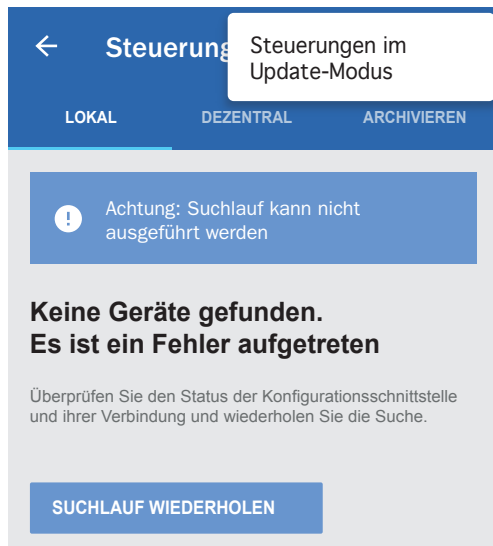 Steuerung
Steuerungen im
Update-Modus
LOKAL
DEZENTRAL
ARCHIVIEREN
Achtung: Suchlauf kann nicht
ausgeführt werden
Keine Geräte gefunden.
Es ist ein Fehler aufgetreten
Überprüfen Sie den Status der Konfigurationsschnittstelle
und ihrer Verbindung und wiederholen Sie die Suche.
SUCHLAUF WIEDERHOLEN